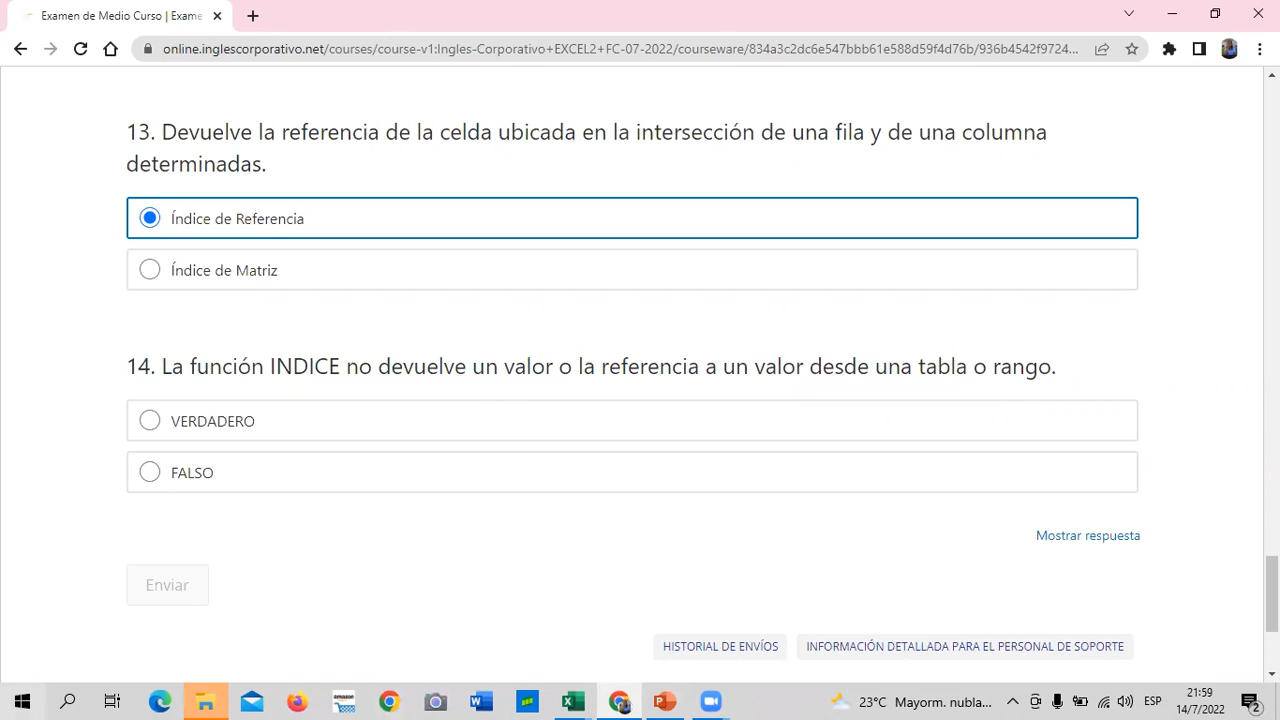 Examen de Medio Curso | Exame
online.inglescorporativo.net/courses/course-v1:Ingles-Corporativo+EXCEL2+FC-07-2022/courseware/834a3c2dc6e547bbb61e588d59f4d76b/936b4542f9724...
13. Devuelve la referencia de la celda ubicada en la intersección de una fila y de una columna
determinadas.
Índice de Referencia
Índice de Matriz
14. La función INDICE no devuelve un valor o la referencia a un valor desde una tabla o rango.
VERDADERO
FALSO
Mostrar respuesta
Enviar
HISTORIAL DE ENVÍOS
INFORMACIÓN DETALLADA PARA EL PERSONAL DE SOPORTE
amazon
23°C Mayorm. nubla...
ESP
21:59
14/7/2022
2